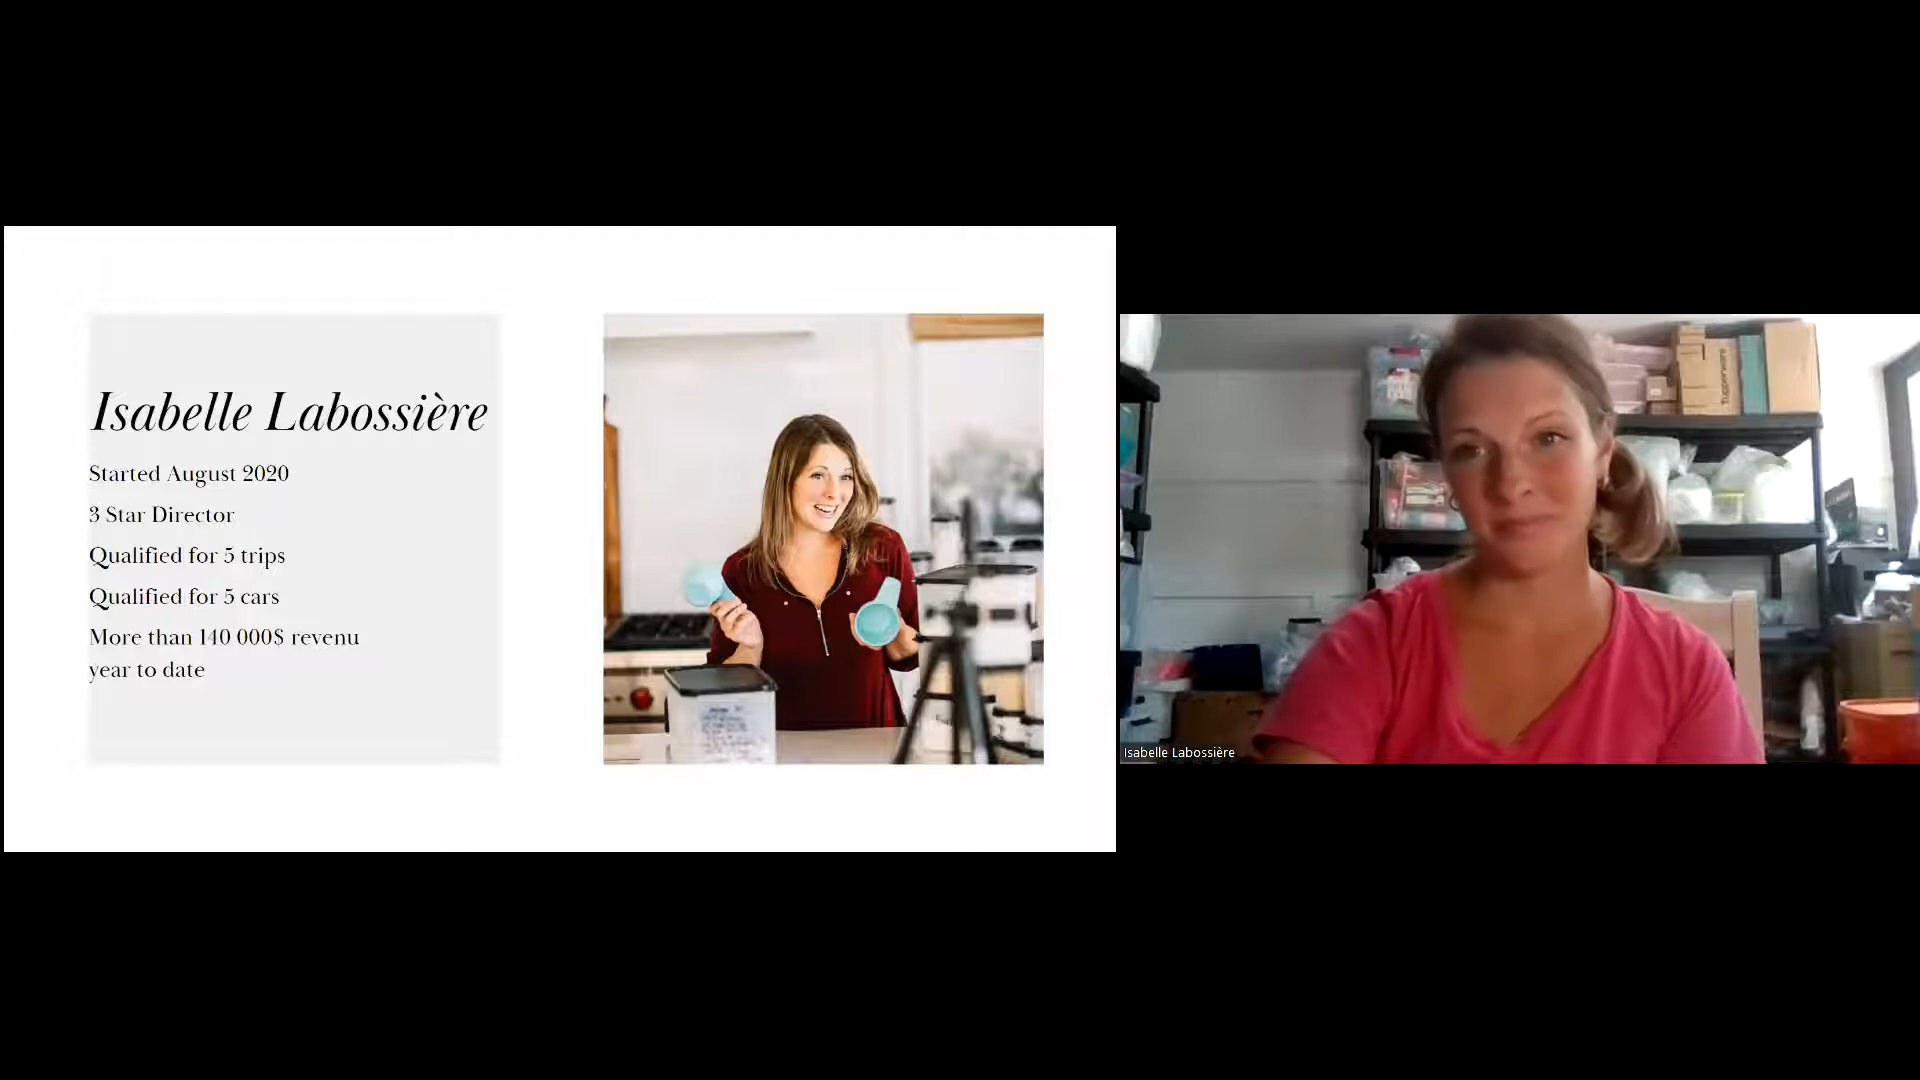 Isabelle Labossière
Started August 2020
3 Star Director
Qualified for 5 trips
Qualified for 5 cars
More than 140 000$ revenu
year to date
Tupperware
Isabelle Labossière